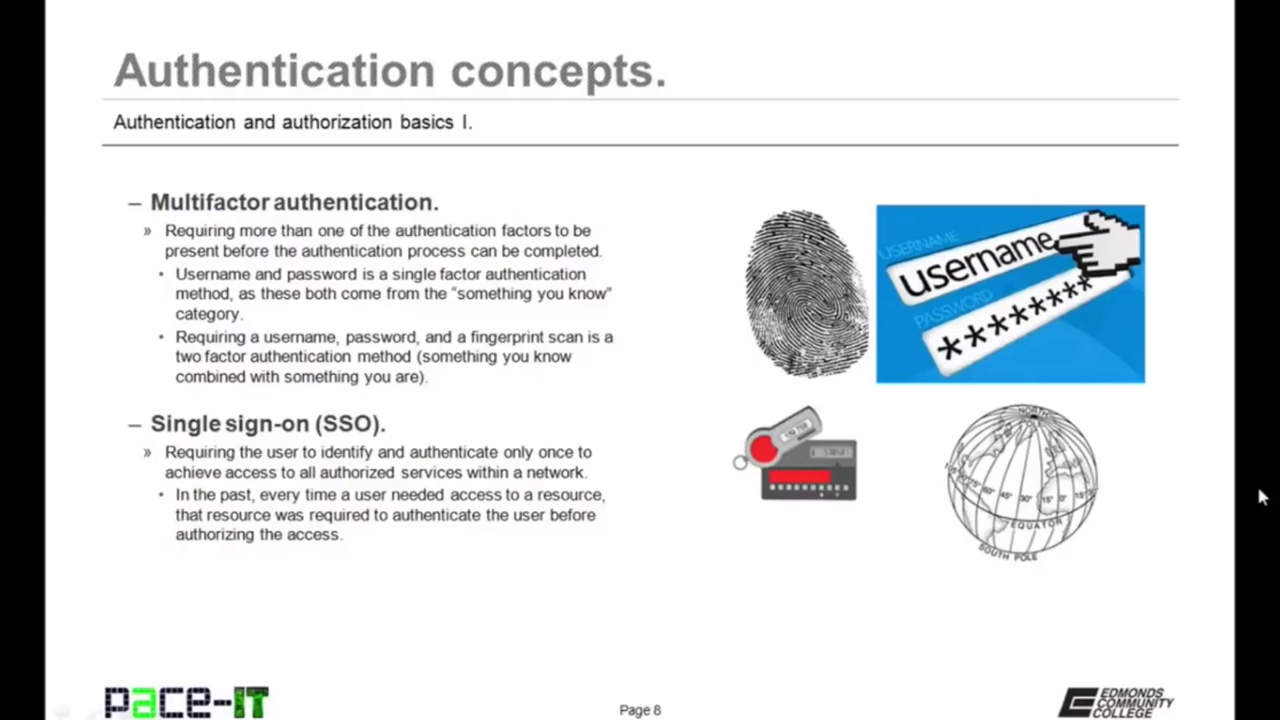 Authentication concepts.
Authentication and authorization basics I.
– Multifactor authentication.
» Requiring more than one of the authentication factors to be
present before the authentication process can be completed.
• Username and password is a single factor authentication
method, as these both come from the “something you know”
category.
• Requiring a username, password, and a fingerprint scan is a
two factor authentication method (something you know
combined with something you are).
– Single sign-on (SSO).
» Requiring the user to identify and authenticate only once to
achieve access to all authorized services within a network.
• In the past, every time a user needed access to a resource,
that resource was required to authenticate the user before
authorizing the access.
USERNAME
username
PASSWORD
*******
NORTH
EQUATOR
SOUTH POLE
pace-IT
Page 8
EDMONDS
COMMUNITY
COLLEGE